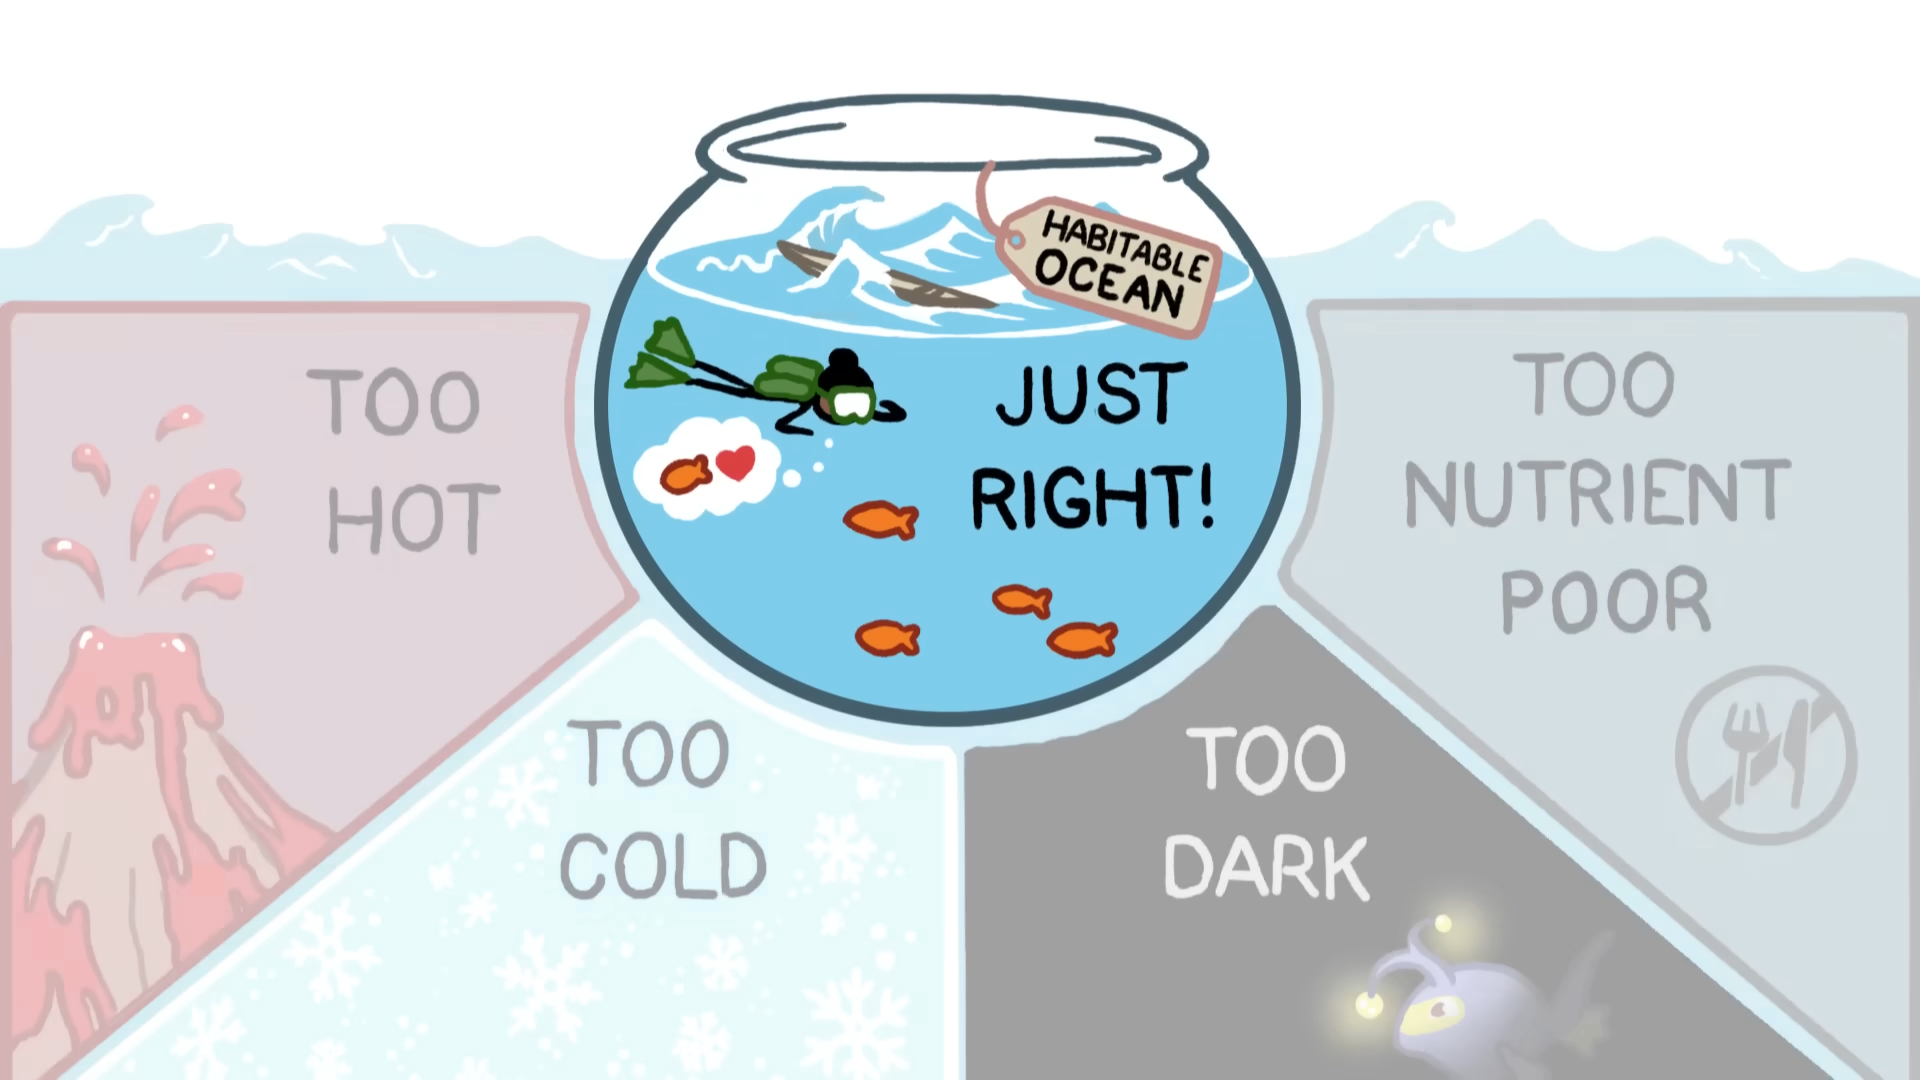 HABITABLE
OCEAN
JUST
RIGHT!
TOO
HOT
TOO
NUTRIENT
POOR
TOO
COLD
TOO
DARK